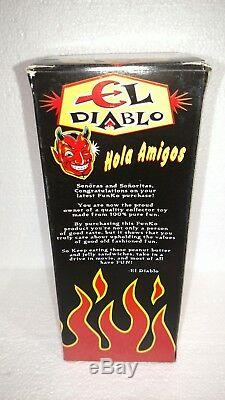 EL
DIABLO
Hola Amigos
Senoras and Senoritas,
Congratulations on your
latest FunKo purchase!
You are now the proud
owner of a quality collector toy
made from 100% pure fun.
By purchasing this FunKo
product you're not only a person
of good taste, but it shows that you
truly care about upholding the values
of good old fashioned fun.
So Keep eating those peanut butter
and jelly sandwiches, take in a
drive in movie, and most of all
have FUN!
-El Diablo